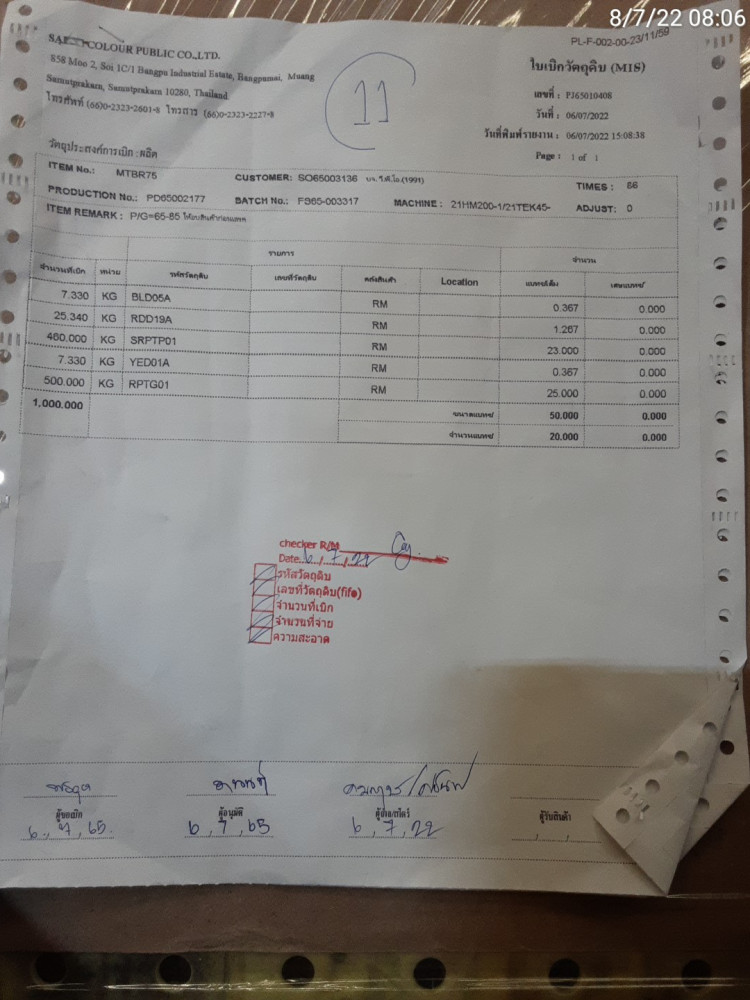 8/7/22 08:06
PL-F-002-00-23/11/59
COLOUR PUBLIC CO.,LTD.
858 Moo 2, Soi 1C/1 Bangpu Industrial Estate, Bangpumai, Muang
Samutprakarn, Samutprakarn 10280, Thailand.
โทรศัพท์ (66)0-2323-2601-8 โทรสาร (66)0-2323-2227-8
11
ใบเบิกวัตถุดิบ (MIS)
เลขที่ : PJ65010408
วันที่ : 06/07/2022
วันที่พิมพ์รายงาน : 06/07/2022 15:08:38
Page : 1 of 1
วัตถุประสงค์การเบิก :ผลิต
ITEM No.: MTBR75 CUSTOMER: SO65003136 บจ.วี.พี.โอ.(1991) TIMES : 86
PRODUCTION No.: PD65002177 BATCH No.: FS65-003317 MACHINE : 21HM200-1/21TEK45- ADJUST: 0
ITEM REMARK : P/G=65-85
รายการ จำนวน
จำนวนที่เบิก หน่วย รหัสวัตถุดิบ เลขที่วัตถุดิบ คลังสินค้า Location แบทช์เต็ม เศษแบทช์
7.330 KG BLD05A RM 0.367 0.000
25.340 KG RDD19A RM 1.267 0.000
460.000 KG SRPTP01 RM 23.000 0.000
7.330 KG YED01A RM 0.367 0.000
500.000 KG RPTG01 RM 25.000 0.000
1,000.000 ขนาดแบทช์ 50.000 0.000
จำนวนแบทช์ 20.000 0.000
checker R/M
Date 6 / 7 / 22
รหัสวัตถุดิบ
เลขที่วัตถุดิบ(fifo)
จำนวนที่เบิก
จำนวนที่จ่าย
ความสะอาด
ผู้ขอเบิก ผู้อนุมัติ ผู้จ่ายสโตร์ ผู้รับสินค้า
6, 7, 65. 6, 7, 65 6, 7, 22